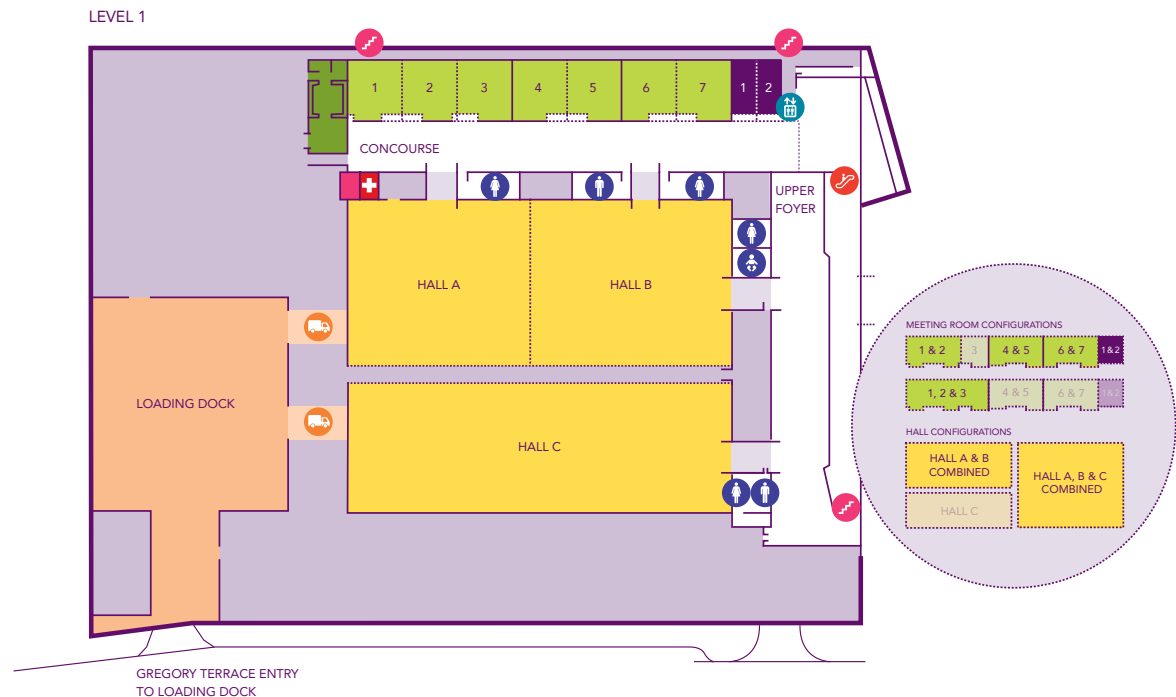 LEVEL 1
1 2 3 4 5 6 7 1 2
CONCOURSE
UPPER
FOYER
HALL A
HALL B
LOADING DOCK
HALL C
GREGORY TERRACE ENTRY
TO LOADING DOCK
MEETING ROOM CONFIGURATIONS
1 & 2 3 4 & 5 6 & 7 1 & 2
1, 2 & 3 4 & 5 6 & 7 1 & 2
HALL CONFIGURATIONS
HALL A & B
COMBINED
HALL C
HALL A, B & C
COMBINED